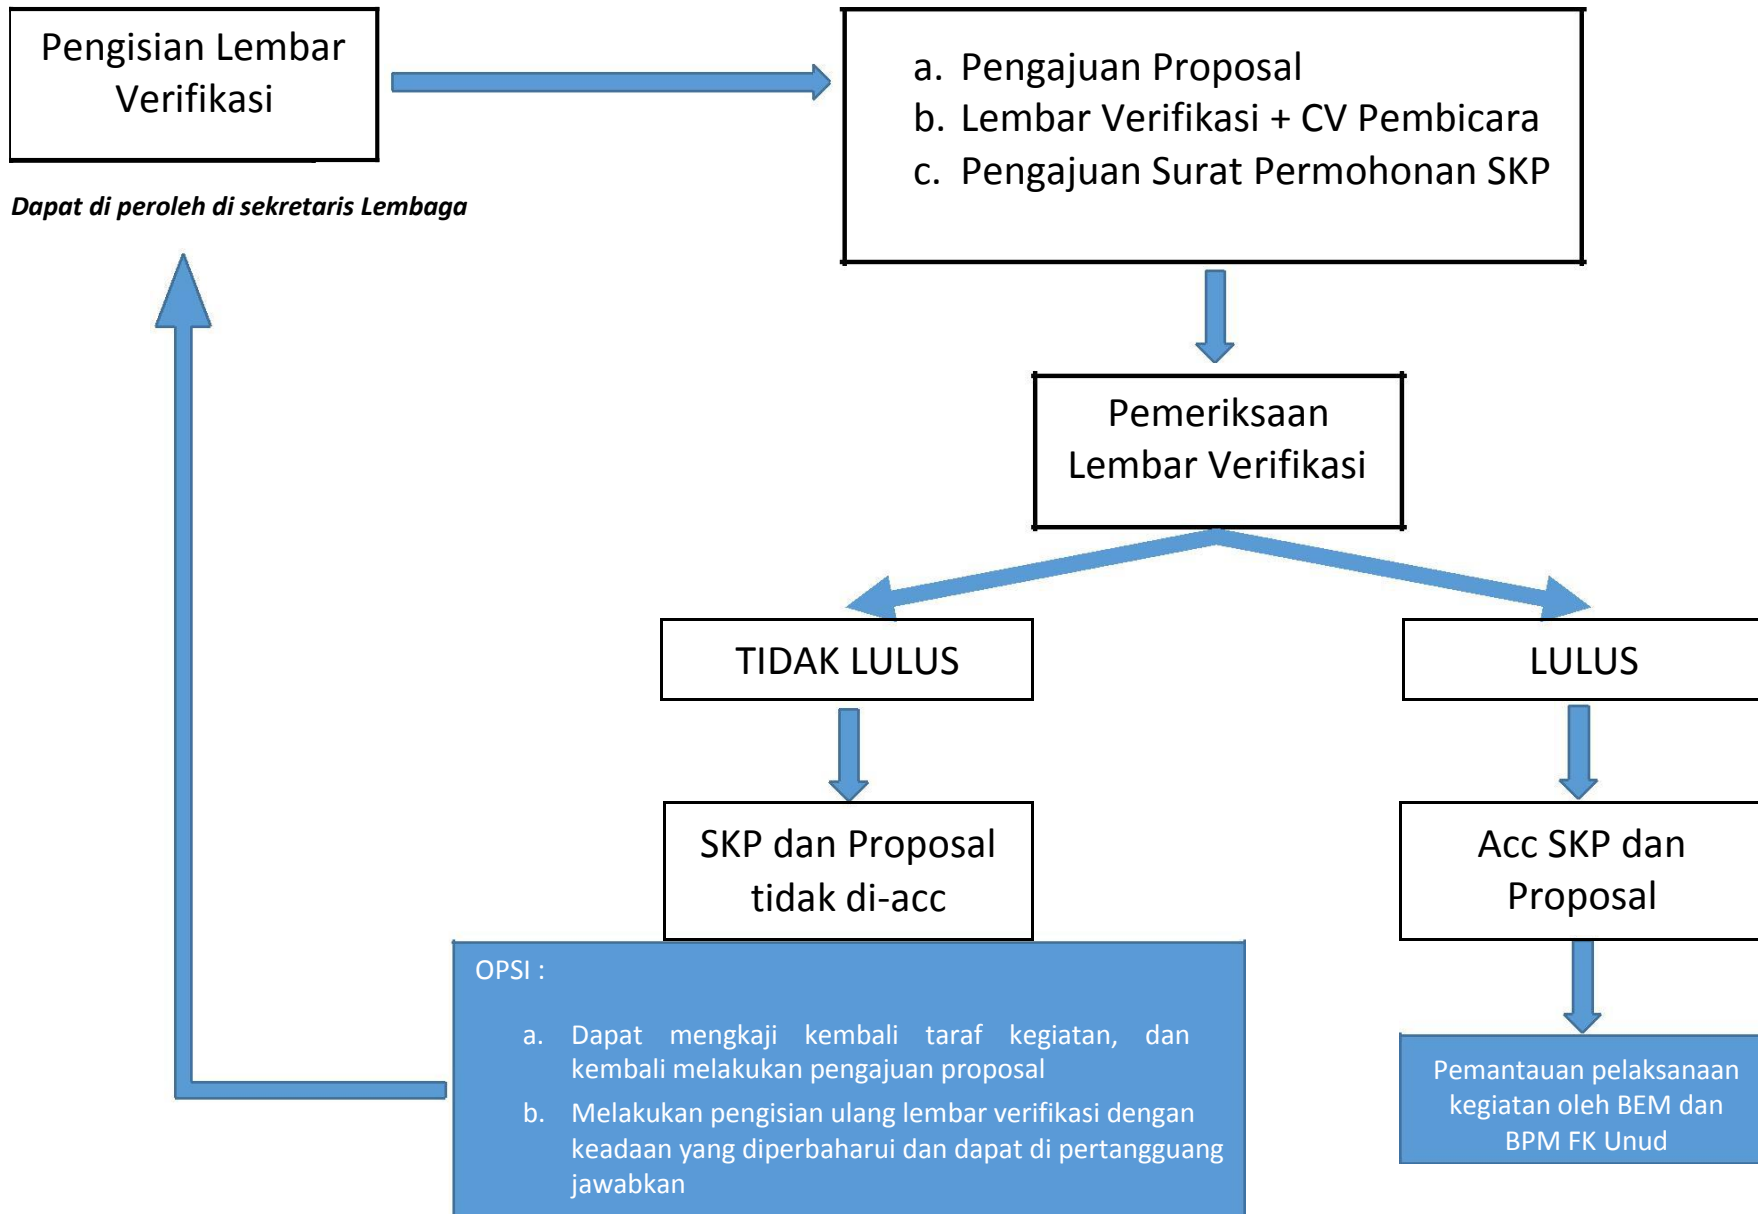 Pengisian Lembar
Verifikasi
Dapat di peroleh di sekretaris Lembaga
a. Pengajuan Proposal
b. Lembar Verifikasi + CV Pembicara
c. Pengajuan Surat Permohonan SKP
Pemeriksaan
Lembar Verifikasi
TIDAK LULUS
LULUS
SKP dan Proposal
tidak di-acc
Acc SKP dan
Proposal
OPSI :
a. Dapat mengkaji kembali taraf kegiatan, dan
kembali melakukan pengajuan proposal
b. Melakukan pengisian ulang lembar verifikasi dengan
keadaan yang diperbaharui dan dapat di pertangguang
jawabkan
Pemantauan pelaksanaan
kegiatan oleh BEM dan
BPM FK Unud